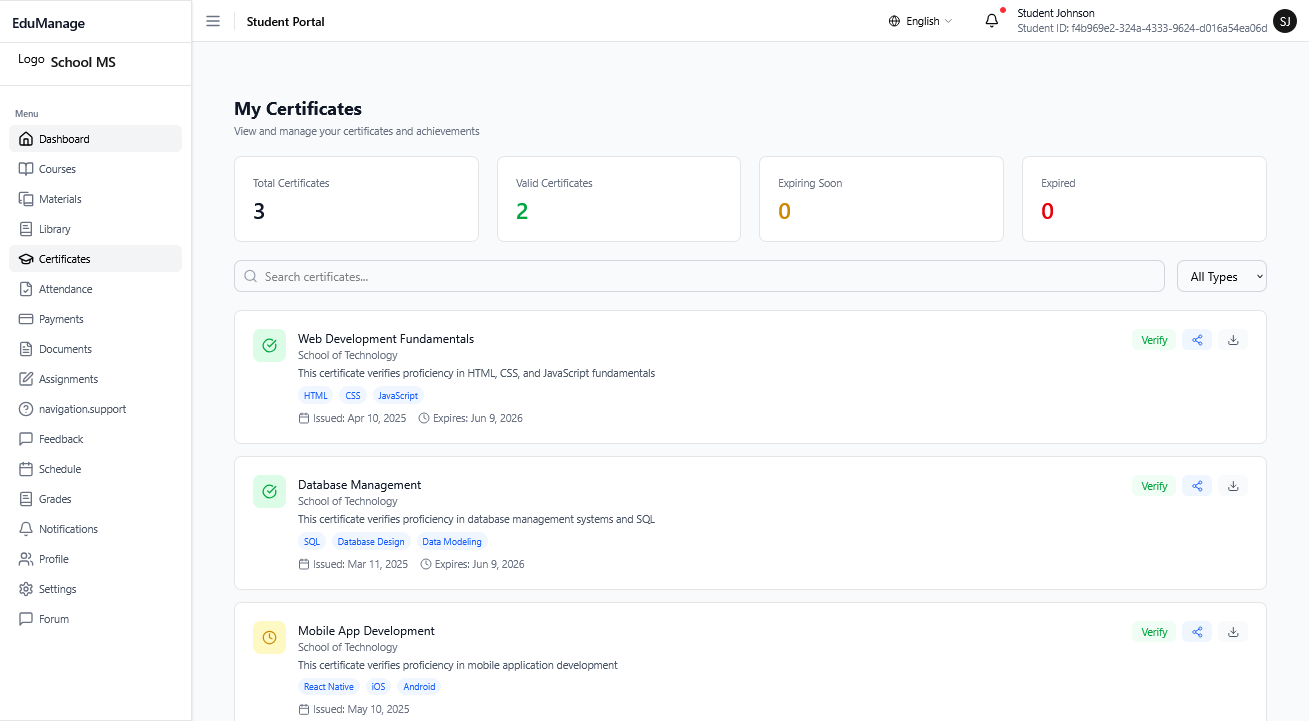 EduManage
Logo School MS
Menu
Dashboard
Courses
Materials
Library
Certificates
Attendance
Payments
Documents
Assignments
navigation.support
Feedback
Schedule
Grades
Notifications
Profile
Settings
Forum
Student Portal
English
Student Johnson
Student ID: f4b969e2-324a-4333-9624-d016a54ea06d
SJ
My Certificates
View and manage your certificates and achievements
Total Certificates
3
Valid Certificates
2
Expiring Soon
0
Expired
0
Search certificates...
All Types
Web Development Fundamentals
School of Technology
This certificate verifies proficiency in HTML, CSS, and JavaScript fundamentals
HTML CSS JavaScript
Issued: Apr 10, 2025 Expires: Jun 9, 2026
Verify
Database Management
School of Technology
This certificate verifies proficiency in database management systems and SQL
SQL Database Design Data Modeling
Issued: Mar 11, 2025 Expires: Jun 9, 2026
Verify
Mobile App Development
School of Technology
This certificate verifies proficiency in mobile application development
React Native iOS Android
Issued: May 10, 2025
Verify